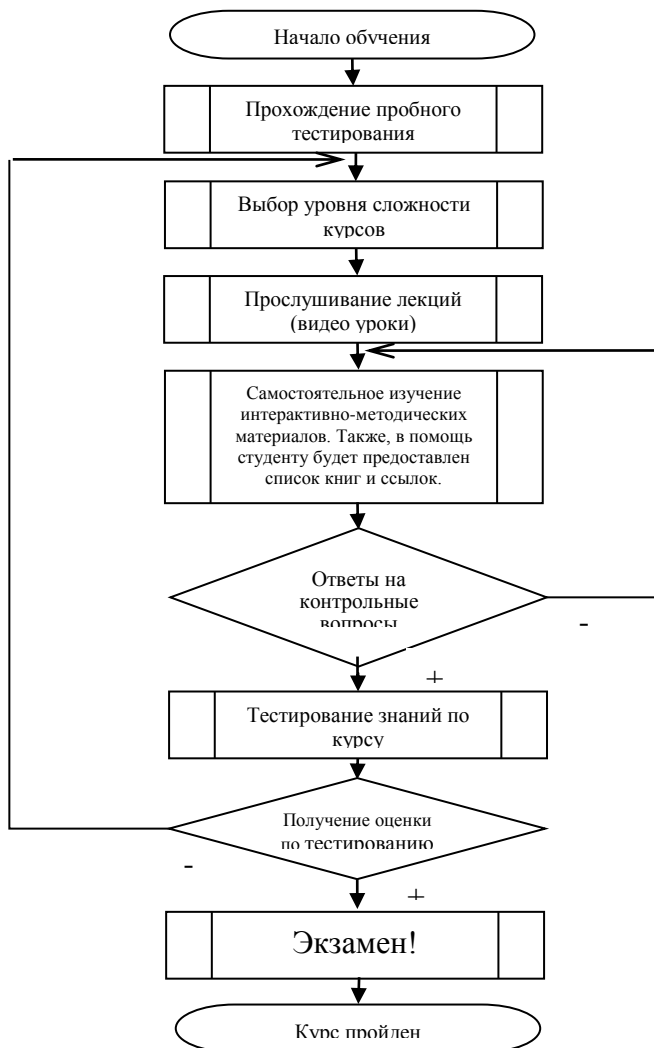 Начало обучения
Прохождение пробного
тестирования
Выбор уровня сложности
курсов
Прослушивание лекций
(видео уроки)
Самостоятельное изучение
интерактивно-методических
материалов. Также, в помощь
студенту будет предоставлен
список книг и ссылок.
Ответы на
контрольные
вопросы
-
+
Тестирование знаний по
курсу
Получение оценки
по тестированию
-
+
Экзамен!
Курс пройден